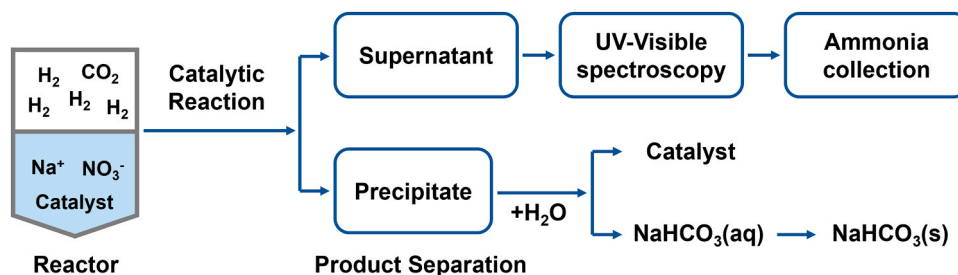 H₂ CO₂
H₂ H₂ H₂
Na⁺ NO₃⁻
Catalyst
Reactor
Catalytic
Reaction
Supernatant
UV-Visible
spectroscopy
Ammonia
collection
Precipitate
+H₂O
Catalyst
NaHCO₃(aq)
NaHCO₃(s)
Product Separation